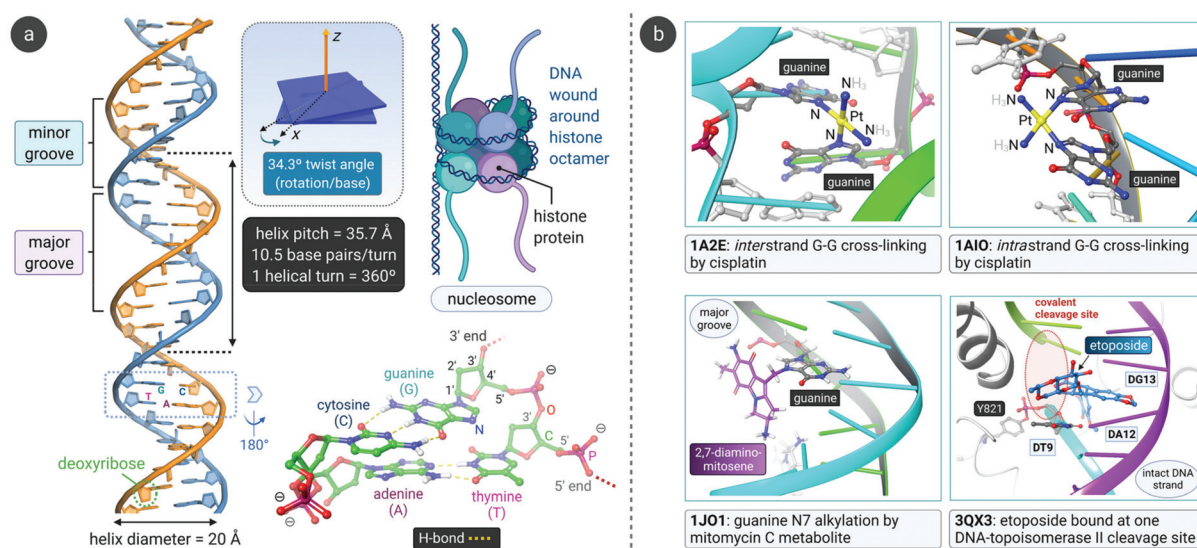 a
minor
groove
major
groove
T G C
A
deoxyribose
180°
helix diameter = 20 Å
z
x
34.3º twist angle
(rotation/base)
helix pitch = 35.7 Å
10.5 base pairs/turn
1 helical turn = 360º
DNA
wound
around
histone
octamer
histone
protein
nucleosome
3' end
3'
2'
4'
1'
5'
guanine
(G)
cytosine
(C)
O
N
3'
C
5'
P
5' end
adenine
(A)
thymine
(T)
H-bond
b
guanine
NH₃
N
N
Pt
N
NH₃
guanine
1A2E: interstrand G-G cross-linking
by cisplatin
guanine
H₃
N
N
Pt
H₃
N
N
guanine
1AIO: intrastrand G-G cross-linking
by cisplatin
major
groove
guanine
2,7-diamino-
mitosene
1JO1: guanine N7 alkylation by
mitomycin C metabolite
covalent
cleavage site
etoposide
DG13
Y821
DA12
DT9
intact DNA
strand
3QX3: etoposide bound at one
DNA-topoisomerase II cleavage site